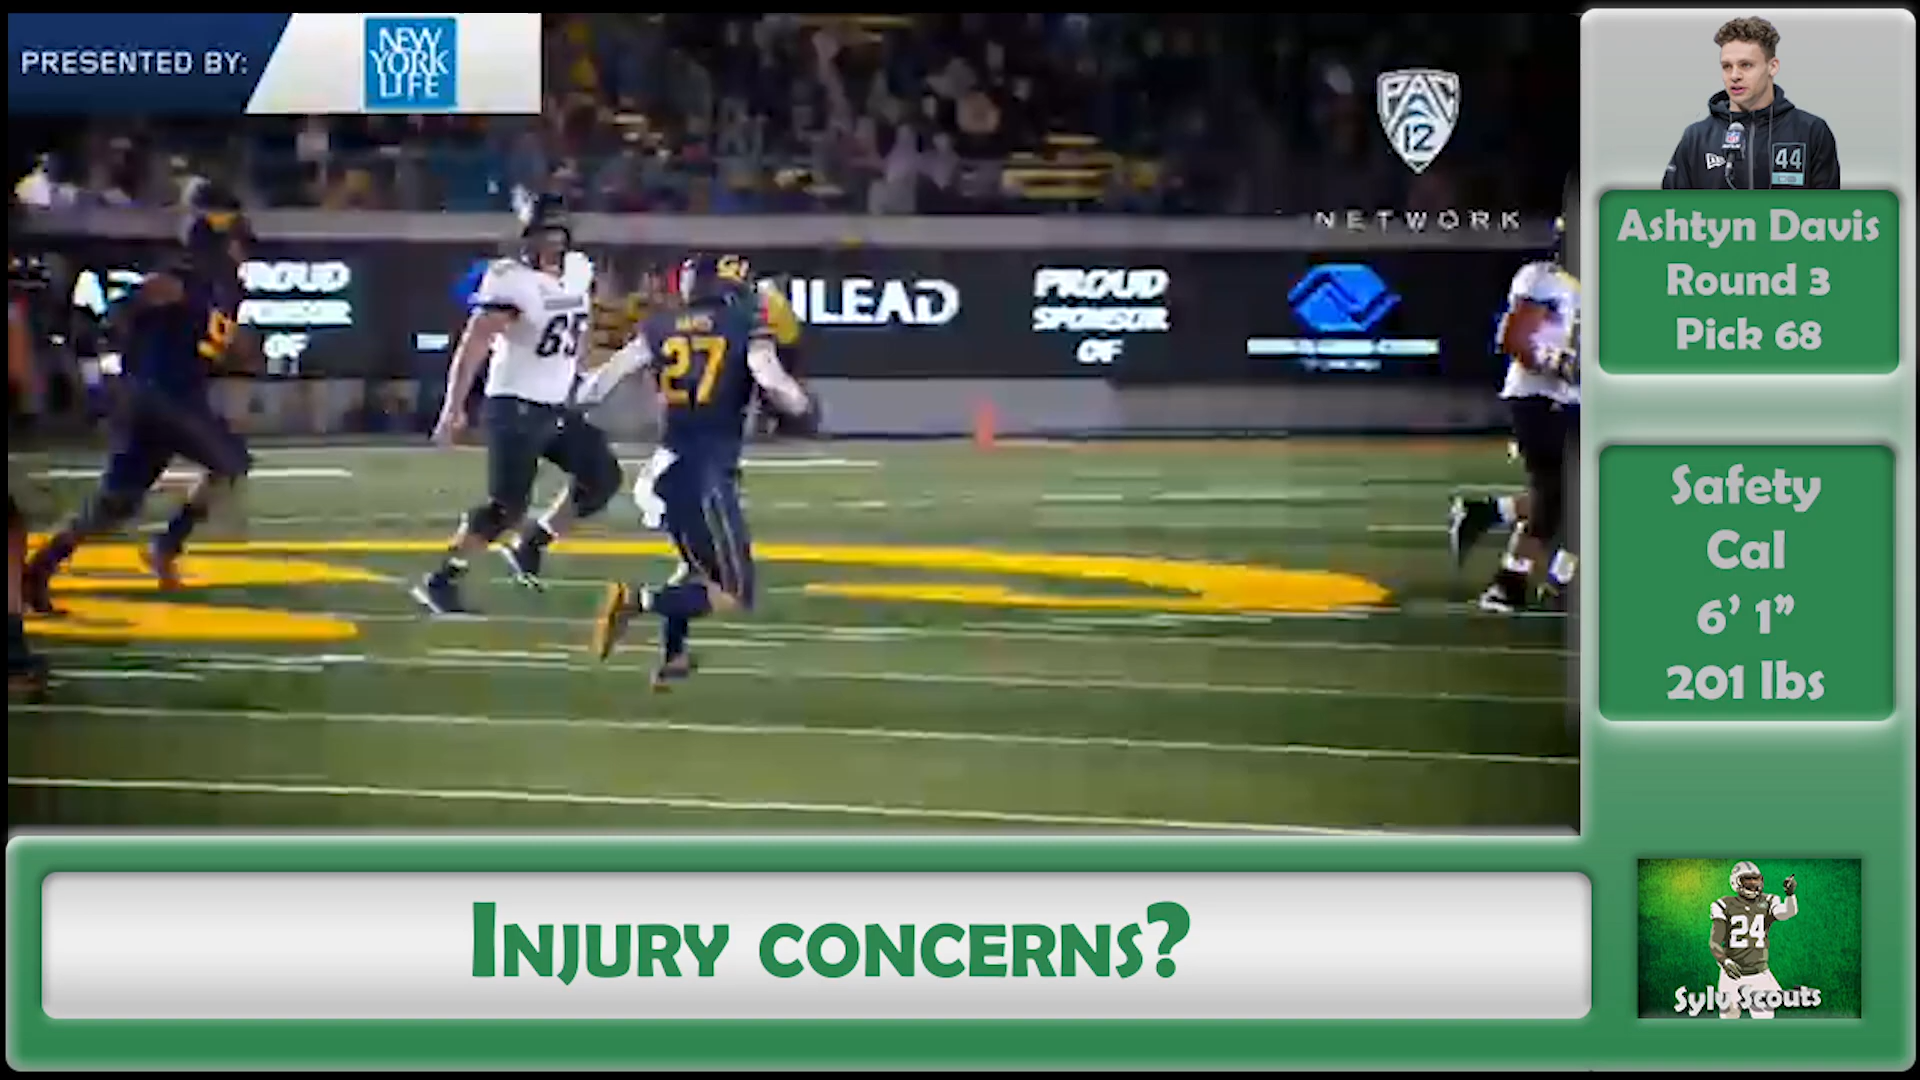 PRESENTED BY:
NEW
YORK
LIFE
PAC
12
NETWORK
PROUD
SPONSOR
OF
65
27
PROUD
SPONSOR
OF
44
Ashtyn Davis
Round 3
Pick 68
Safety
Cal
6’ 1”
201 lbs
INJURY CONCERNS?
24
Sylv Scouts